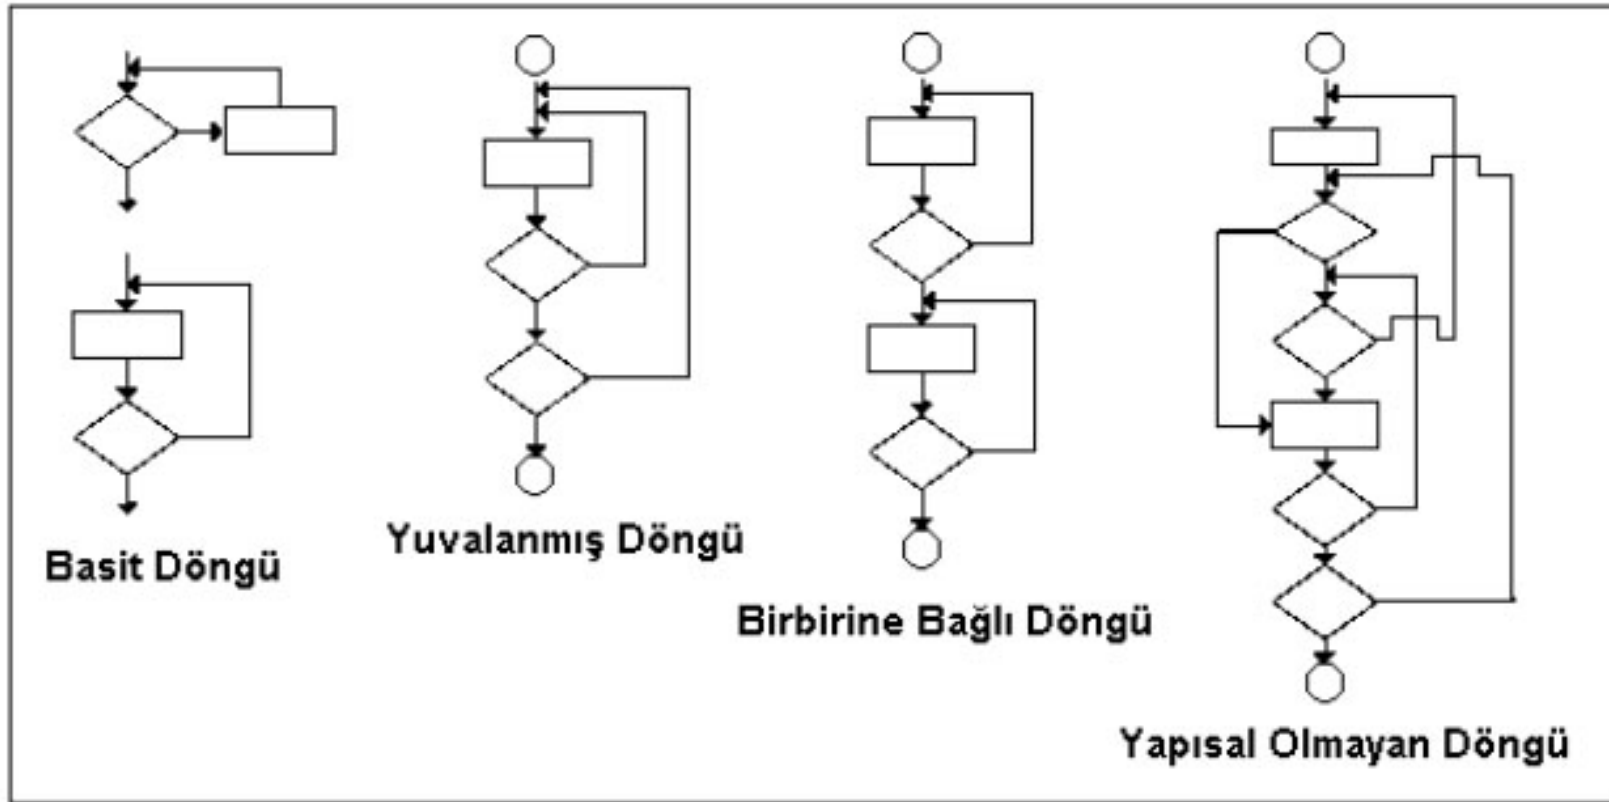 Basit Döngü
Yuvalanmış Döngü
Birbirine Bağlı Döngü
Yapısal Olmayan Döngü